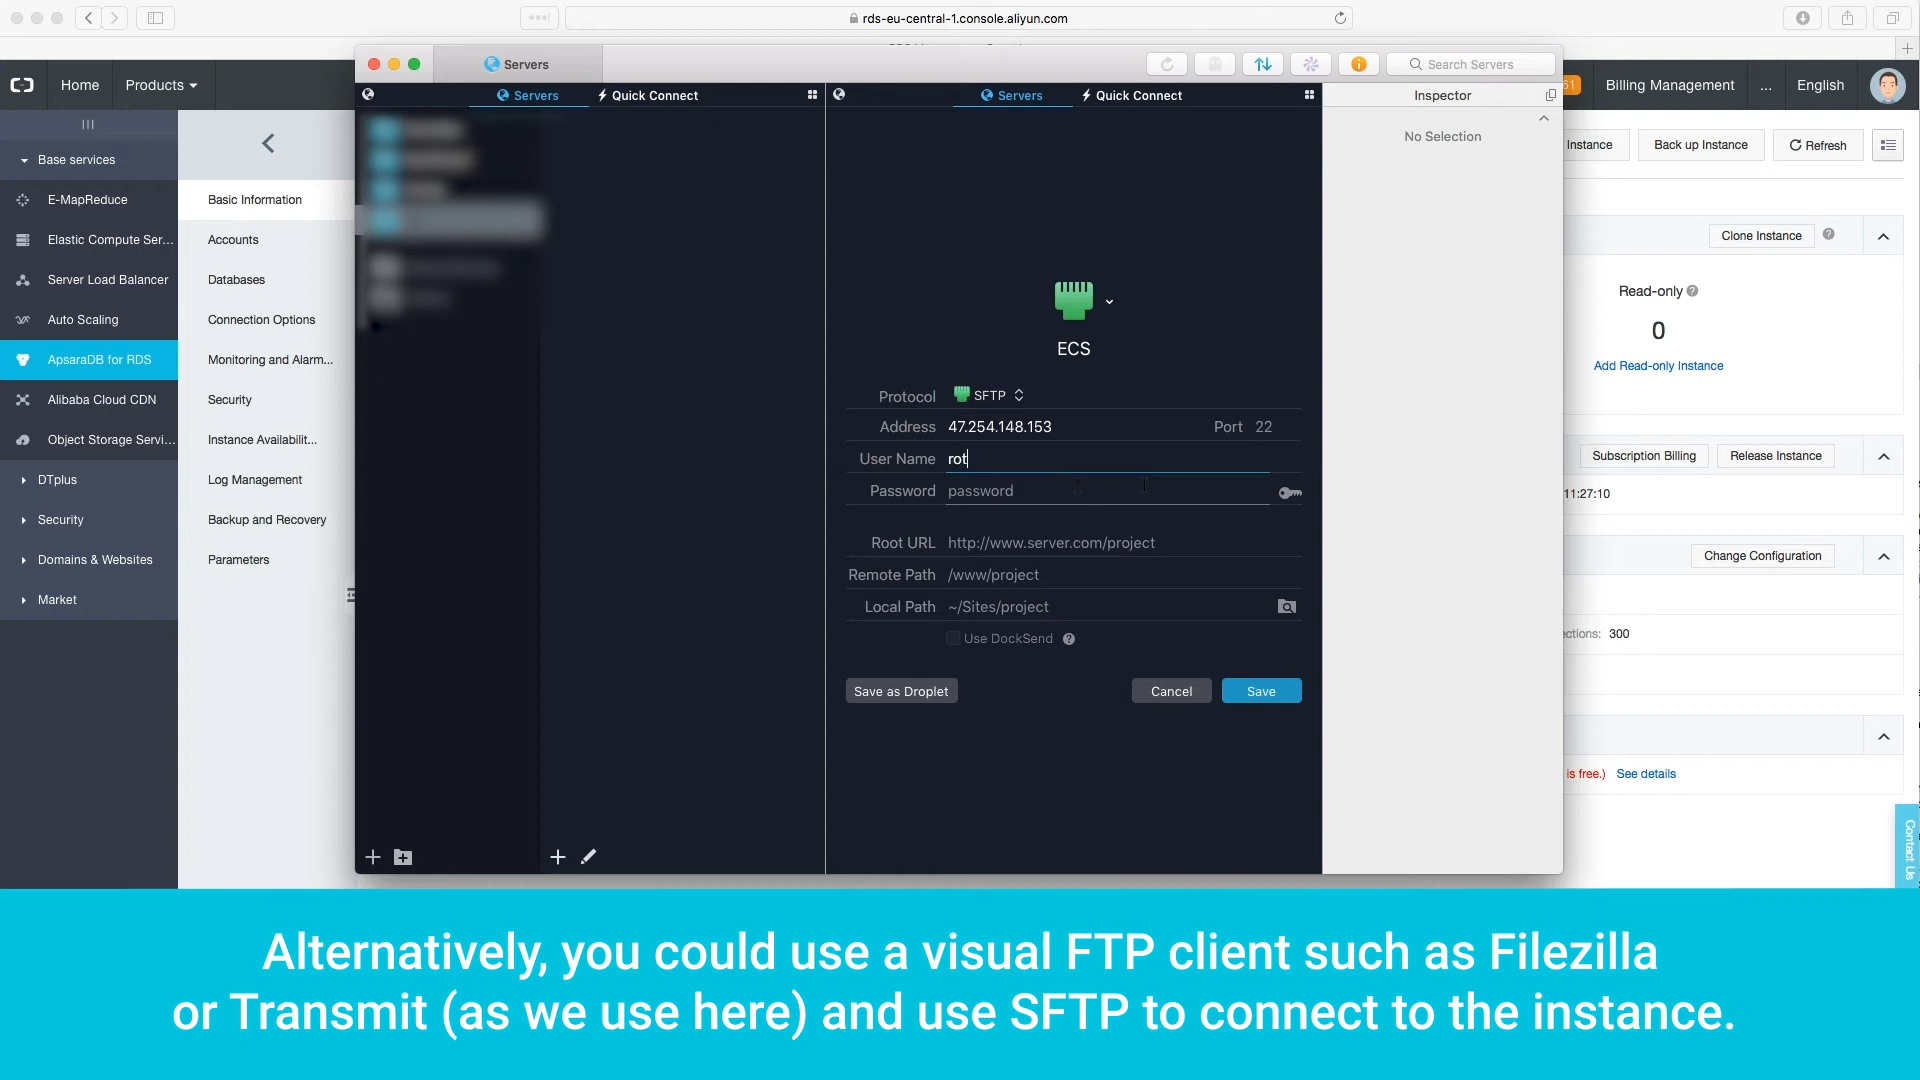 rds-eu-central-1.console.aliyun.com
Servers
Search Servers
Home
Products
Billing Management
...
English
Servers
Quick Connect
Servers
Quick Connect
Inspector
No Selection
Base services
E-MapReduce
Elastic Compute Ser...
Server Load Balancer
Auto Scaling
ApsaraDB for RDS
Alibaba Cloud CDN
Object Storage Servi...
DTplus
Security
Domains & Websites
Market
Basic Information
Accounts
Databases
Connection Options
Monitoring and Alarm...
Security
Instance Availabilit...
Log Management
Backup and Recovery
Parameters
ECS
Protocol SFTP
Address 47.254.148.153 Port 22
User Name rot
Password password
Root URL http://www.server.com/project
Remote Path /www/project
Local Path ~/Sites/project
Use DockSend ?
Save as Droplet
Cancel
Save
Instance
Back up Instance
Refresh
Clone Instance
Read-only
0
Add Read-only Instance
Subscription Billing
Release Instance
11:27:10
Change Configuration
ections: 300
is free.) See details
Contact Us
Alternatively, you could use a visual FTP client such as Filezilla
or Transmit (as we use here) and use SFTP to connect to the instance.